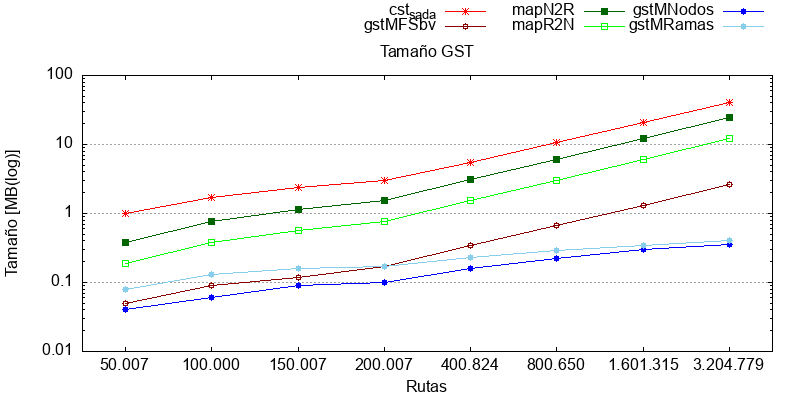 cst_sada mapN2R gstMNodos
gstMFSbv mapR2N gstMRamas
Tamaño GST
Tamaño [MB(log)]
100
10
1
0.1
0.01
50.007 100.000 150.007 200.007 400.824 800.650 1.601.315 3.204.779
Rutas